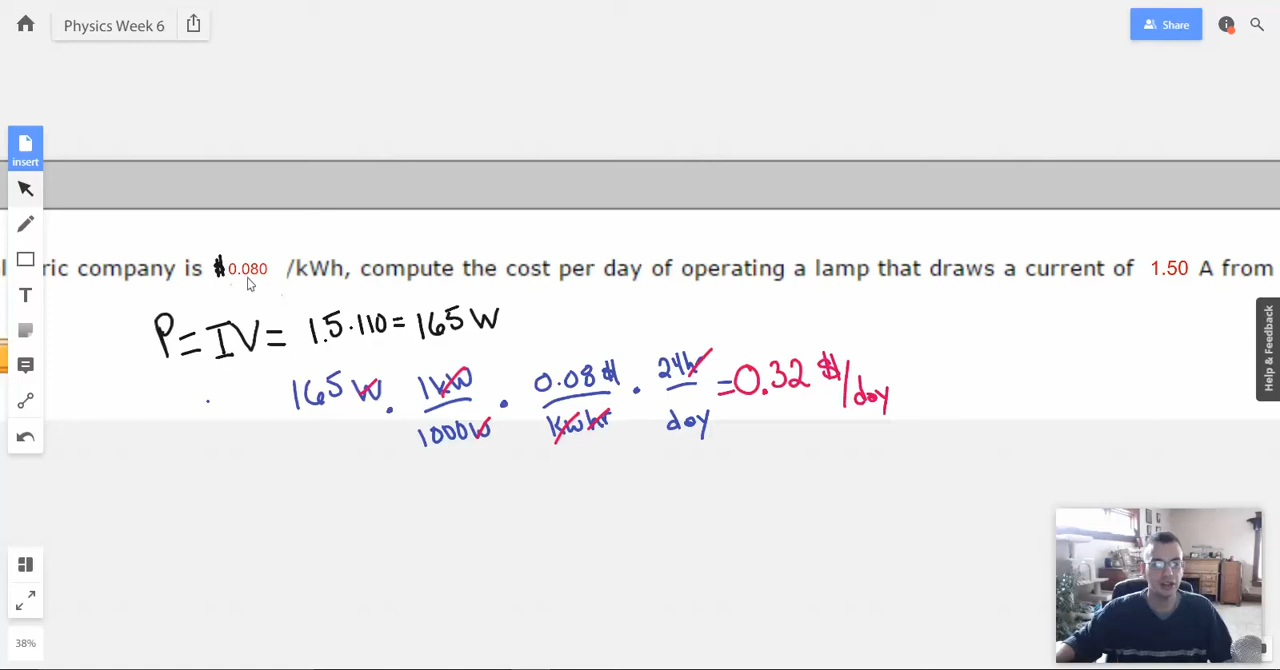 Physics Week 6
Share
insert
ric company is $0.080 /kWh, compute the cost per day of operating a lamp that draws a current of 1.50 A from
P = IV = 1.5·110 = 165 W
165 W · 1kW/1000W · 0.08$/kWhr · 24hr/day = 0.32 $/day
T
Help & Feedback
38%